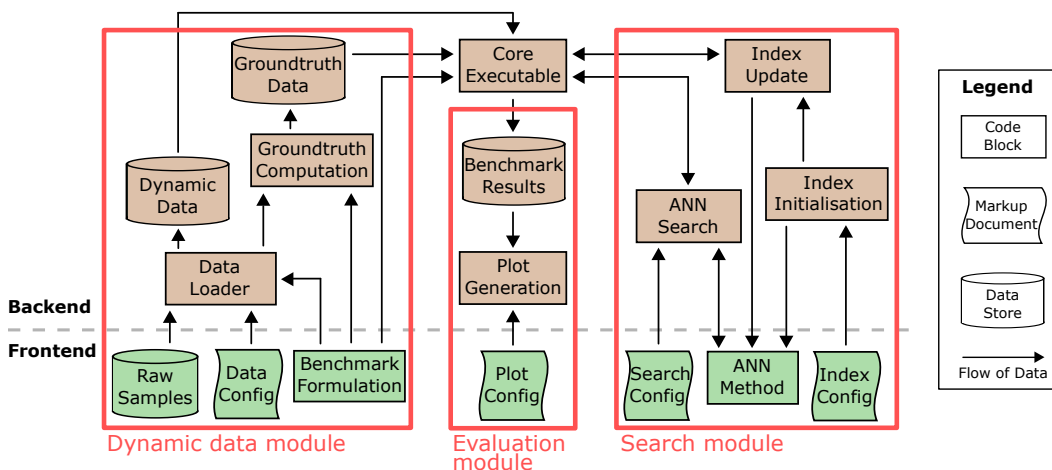 Groundtruth
Data
Core
Executable
Index
Update
Legend
Code
Block
Groundtruth
Computation
Dynamic
Data
Benchmark
Results
ANN
Search
Index
Initialisation
Markup
Document
Data
Loader
Plot
Generation
Data
Store
Backend
Frontend
Flow of Data
Raw
Samples
Data
Config
Benchmark
Formulation
Plot
Config
Search
Config
ANN
Method
Index
Config
Dynamic data module
Evaluation
module
Search module